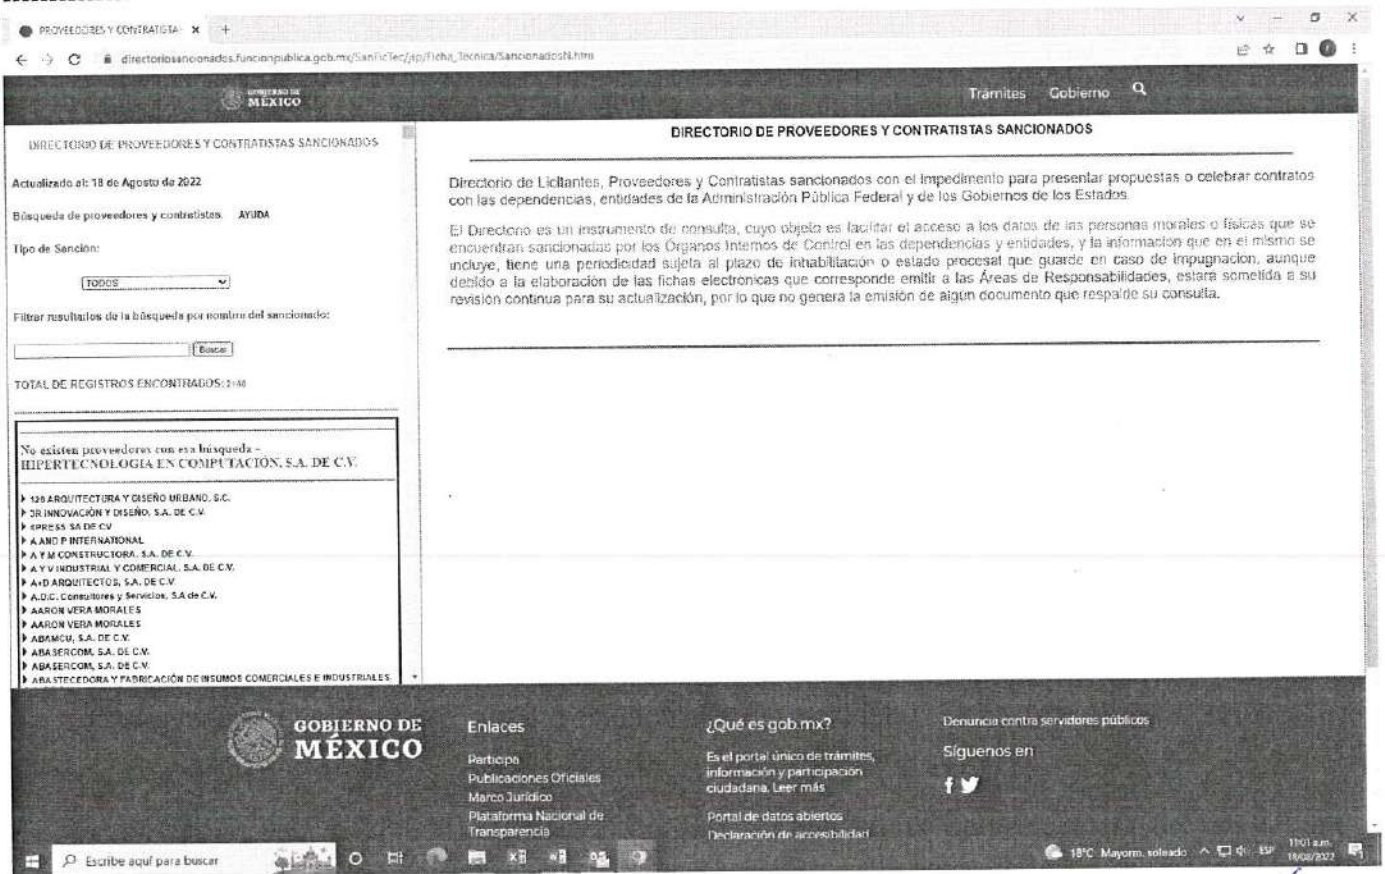 PROVEEDORES Y CONTRATISTA
directoriosancionados.funcionpublica.gob.mx/SanFicTec/jsp/Ficha_Tecnica/SancionadosN.htm
GOBIERNO DE
MÉXICO
Trámites Gobierno
DIRECTORIO DE PROVEEDORES Y CONTRATISTAS SANCIONADOS
Actualizado al: 18 de Agosto de 2022
Búsqueda de proveedores y contratistas. AYUDA
Tipo de Sanción:
TODOS
Filtrar resultados de la búsqueda por nombre del sancionado:
Buscar
TOTAL DE REGISTROS ENCONTRADOS:
No existen proveedores con esa búsqueda -
HIPERTECNOLOGIA EN COMPUTACIÓN, S.A. DE C.V.
128 ARQUITECTURA Y DISEÑO URBANO, S.C.
3R INNOVACIÓN Y DISEÑO, S.A. DE C.V.
SA DE CV
A AND P INTERNATIONAL
A Y M CONSTRUCTORA, S.A. DE C.V.
A Y V INDUSTRIAL Y COMERCIAL, S.A. DE C.V.
A+D ARQUITECTOS, S.A. DE C.V.
A.D.C. Consultores y Servicios, S.A de C.V.
AARON VERA MORALES
AARON VERA MORALES
ABAMCU, S.A. DE C.V.
ABASERCOM, S.A. DE C.V.
ABASERCOM, S.A. DE C.V.
ABASTECEDORA Y FABRICACIÓN DE INSUMOS COMERCIALES E INDUSTRIALES
DIRECTORIO DE PROVEEDORES Y CONTRATISTAS SANCIONADOS
Directorio de Licitantes, Proveedores y Contratistas sancionados con el impedimento para presentar propuestas o celebrar contratos
con las dependencias, entidades de la Administración Pública Federal y de los Gobiernos de los Estados.
El Directorio es un instrumento de consulta, cuyo objeto es facilitar el acceso a los datos de las personas morales o físicas que se
encuentran sancionadas por los Órganos Internos de Control en las dependencias y entidades, y la información que en el mismo se
incluye, tiene una periodicidad sujeta al plazo de inhabilitación o estado procesal que guarde en caso de impugnación, aunque
debido a la elaboración de las fichas electrónicas que corresponde emitir a las Áreas de Responsabilidades, estará sometida a su
revisión continua para su actualización, por lo que no genera la emisión de algún documento que respalde su consulta.
GOBIERNO DE
MÉXICO
Enlaces
Participa
Publicaciones Oficiales
Marco Jurídico
Plataforma Nacional de
Transparencia
¿Qué es gob.mx?
Es el portal único de trámites,
información y participación
ciudadana. Leer más
Portal de datos abiertos
Declaración de accesibilidad
Denuncia contra servidores públicos
Síguenos en
Escribe aquí para buscar
18°C Mayorm. soleado
ESP
11:01 a.m.
18/08/2022